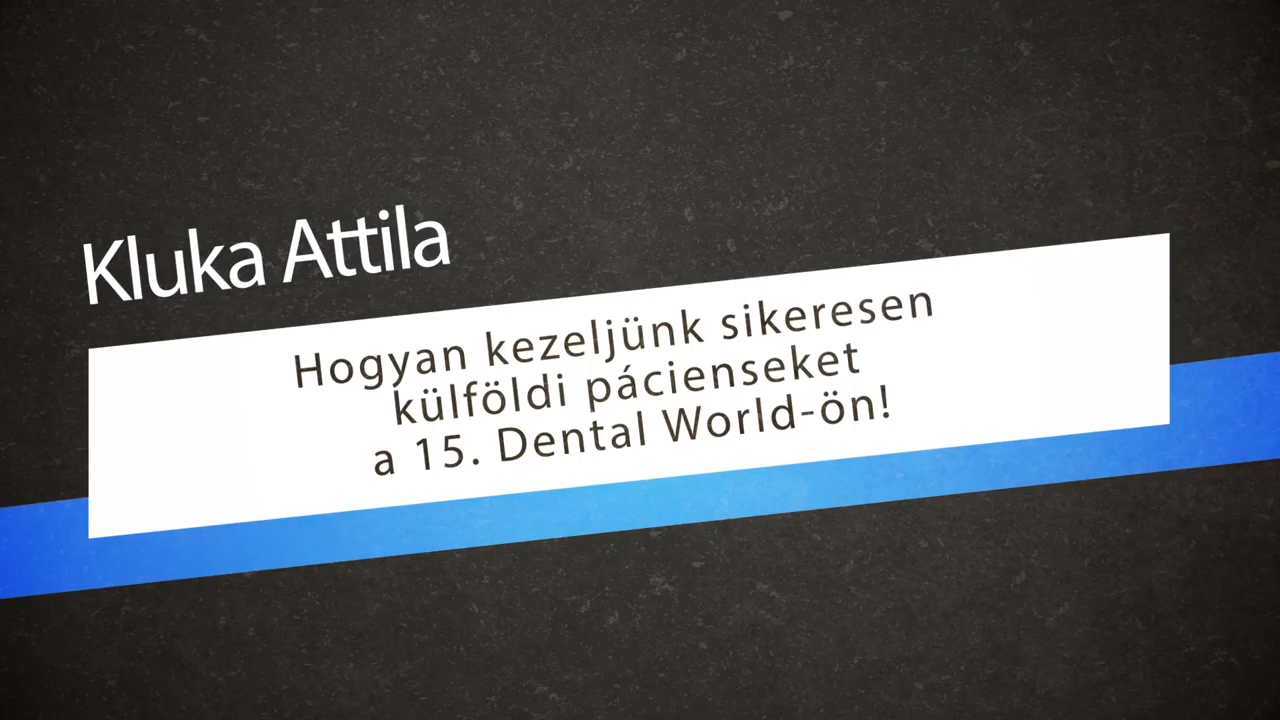 Kluka Attila
Hogyan kezeljünk sikeresen
külföldi pácienseket
a 15. Dental World-ön!